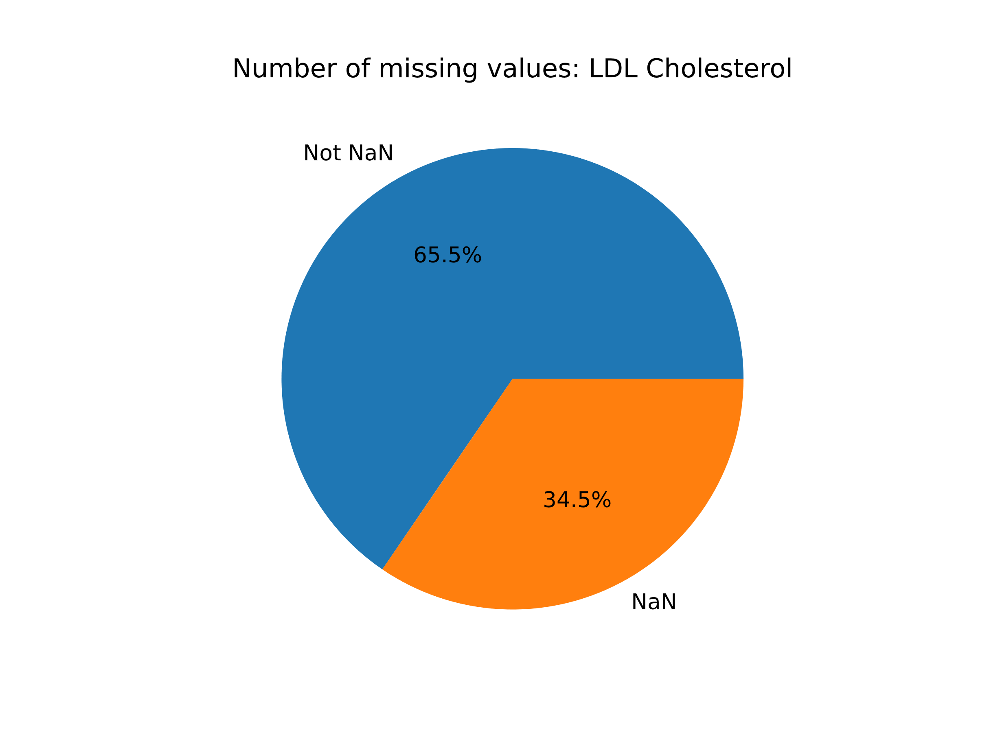 Number of missing values: LDL Cholesterol
Not NaN
65.5%
34.5%
NaN